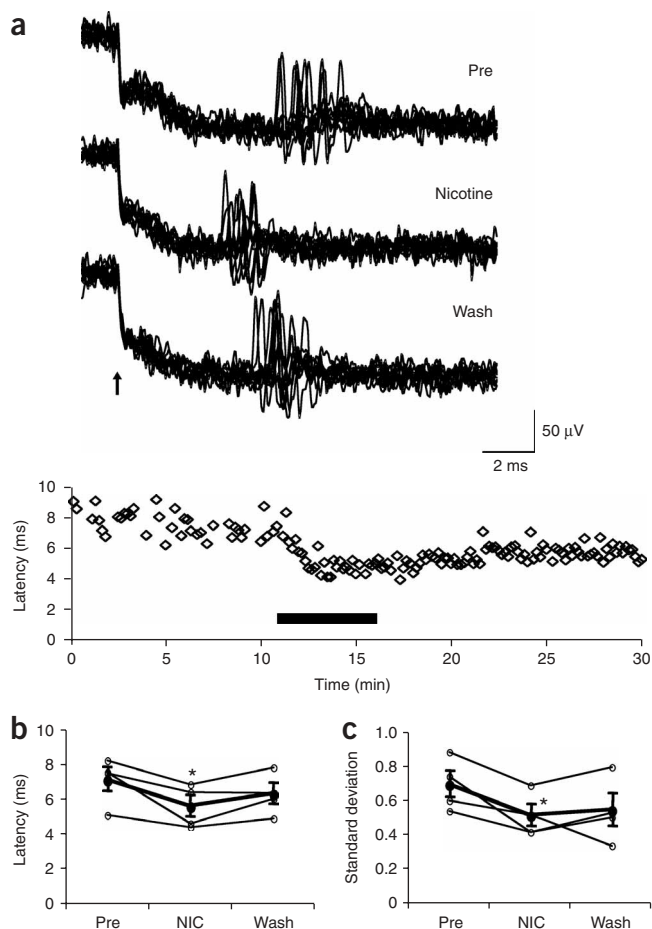 a
Pre
Nicotine
Wash
50 μV
2 ms
10
8
6
4
2
0
Latency (ms)
0 5 10 15 20 25 30
Time (min)
b
10
8
6
4
2
0
Latency (ms)
*
Pre NIC Wash
c
1.0
0.8
0.6
0.4
0.2
0
Standard deviation
*
Pre NIC Wash